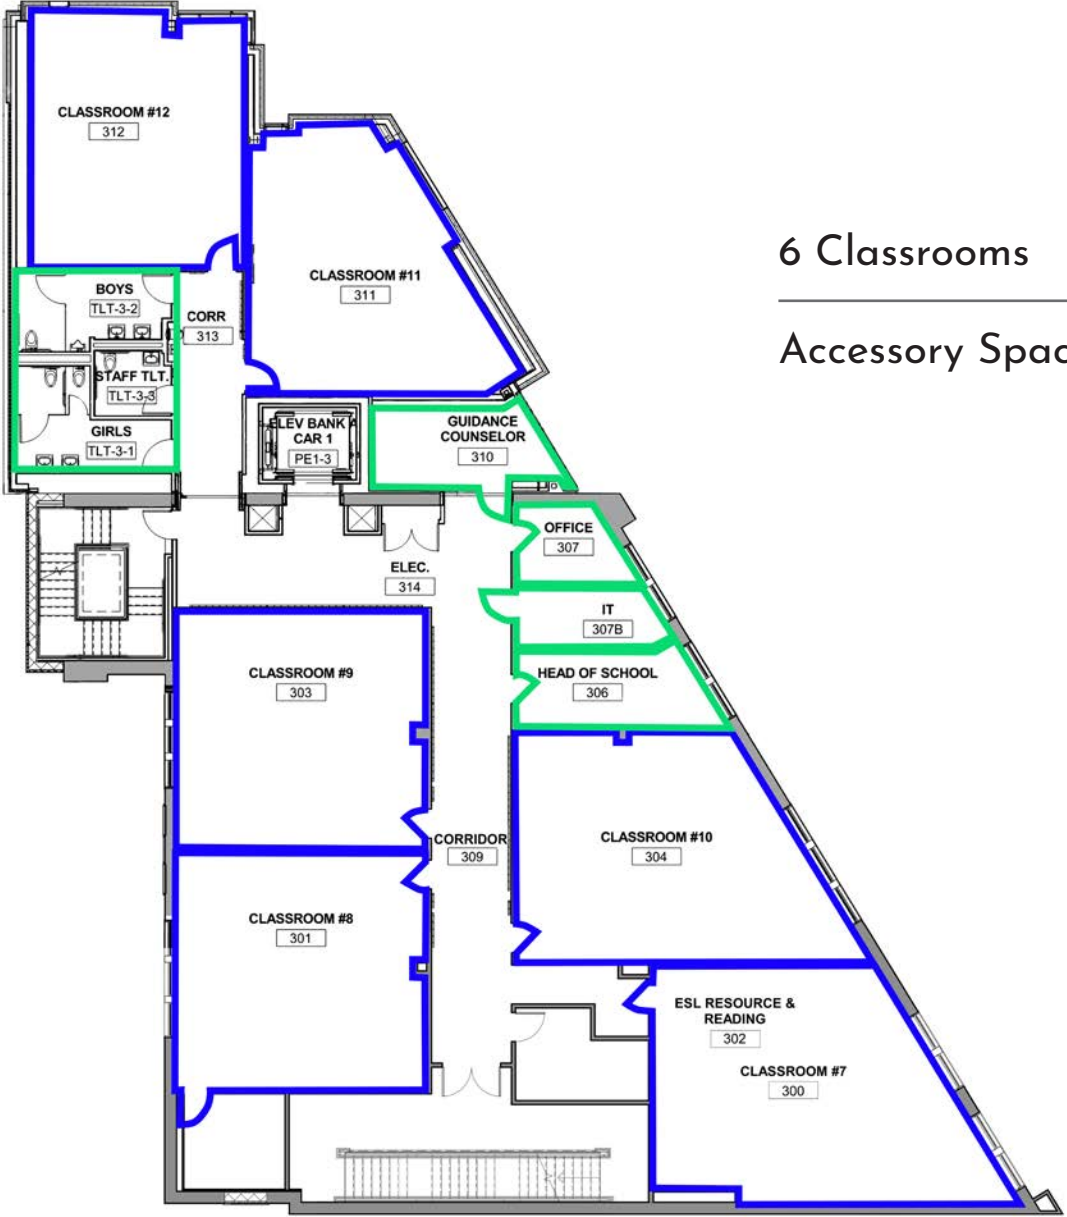 CLASSROOM #12
312
6 Classrooms
CLASSROOM #11
311
Accessory Spac
BOYS
TLT-3-2
CORR
313
STAFF TLT.
TLT-3-3
GIRLS
TLT-3-1
ELEV BANK A
CAR 1
PE1-3
GUIDANCE
COUNSELOR
310
OFFICE
307
ELEC.
314
IT
307B
CLASSROOM #9
303
HEAD OF SCHOOL
306
CORRIDOR
309
CLASSROOM #10
304
CLASSROOM #8
301
ESL RESOURCE &
READING
302
CLASSROOM #7
300